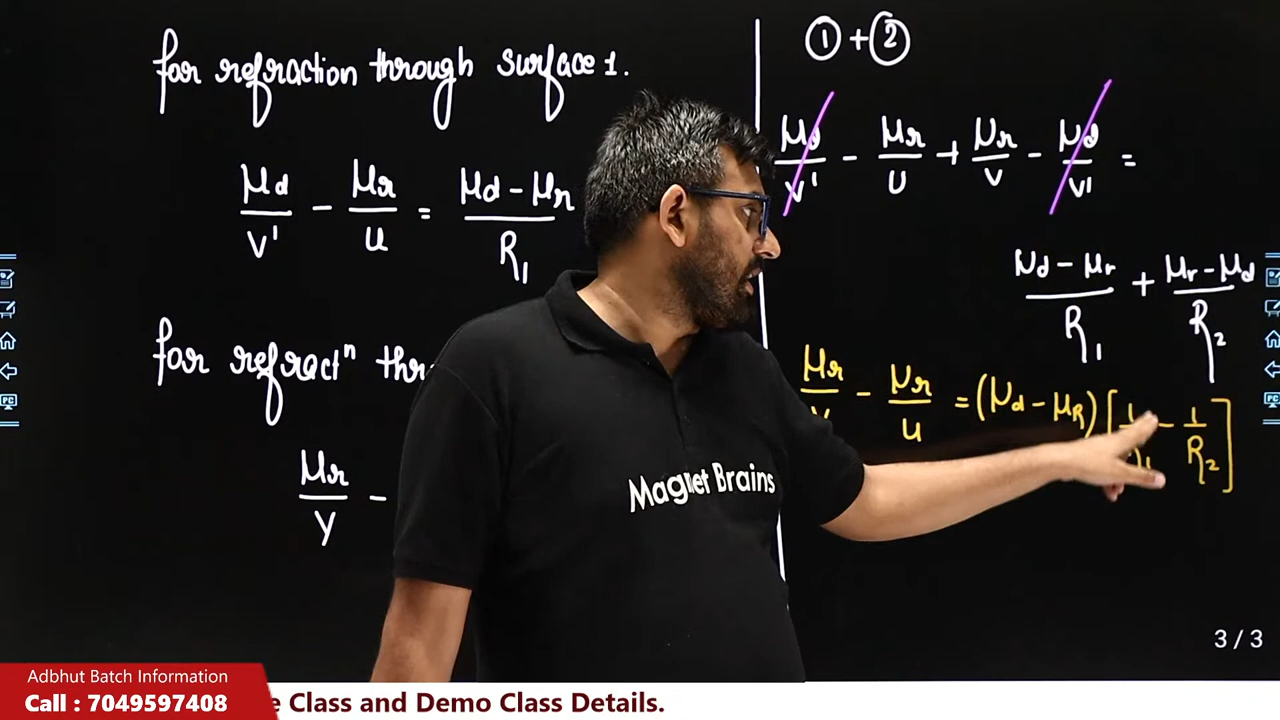 for refraction through surface 1.
μd/v' - μr/u = μd - μr/R₁
for refractⁿ
μr/v -
① + ②
μd/v' - μr/u + μr/v - μd/v' =
μd - μr/R₁ + μr - μd/R₂
μr/v - μr/u = (μd - μR) [1/R₁ - 1/R₂]
Magnet Brains
3 / 3
Adbhut Batch Information
Call : 7049597408
Class and Demo Class Details.